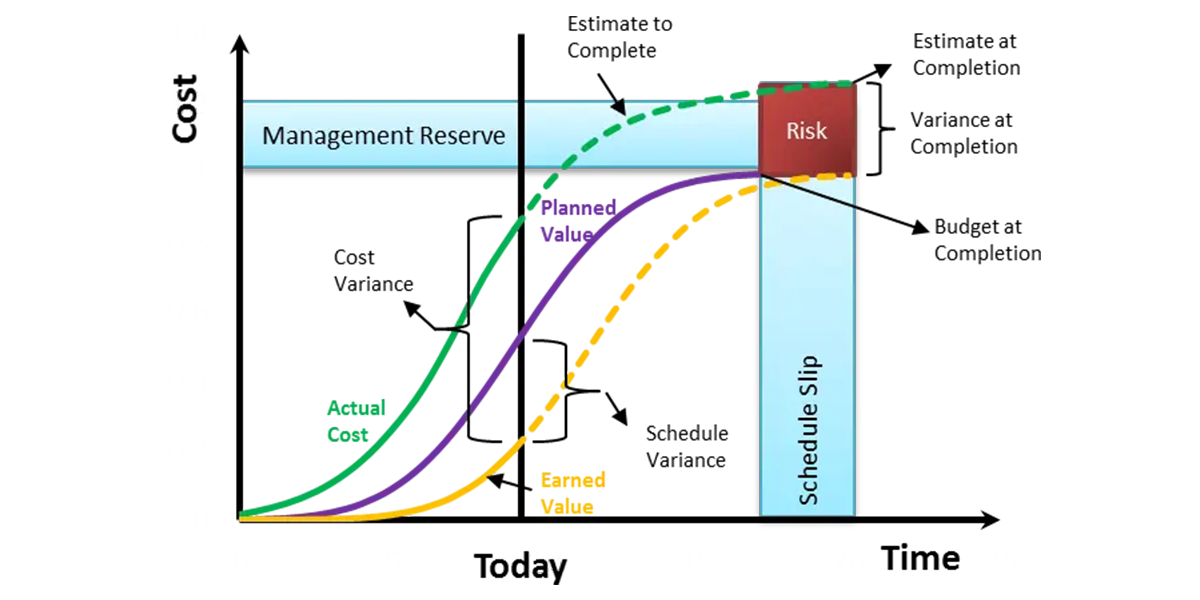 Estimate to
Complete
Estimate at
Completion
Cost
Management Reserve
Risk
Variance at
Completion
Planned
Value
Budget at
Completion
Cost
Variance
Actual
Cost
Schedule
Variance
Schedule Slip
Earned
Value
Today
Time